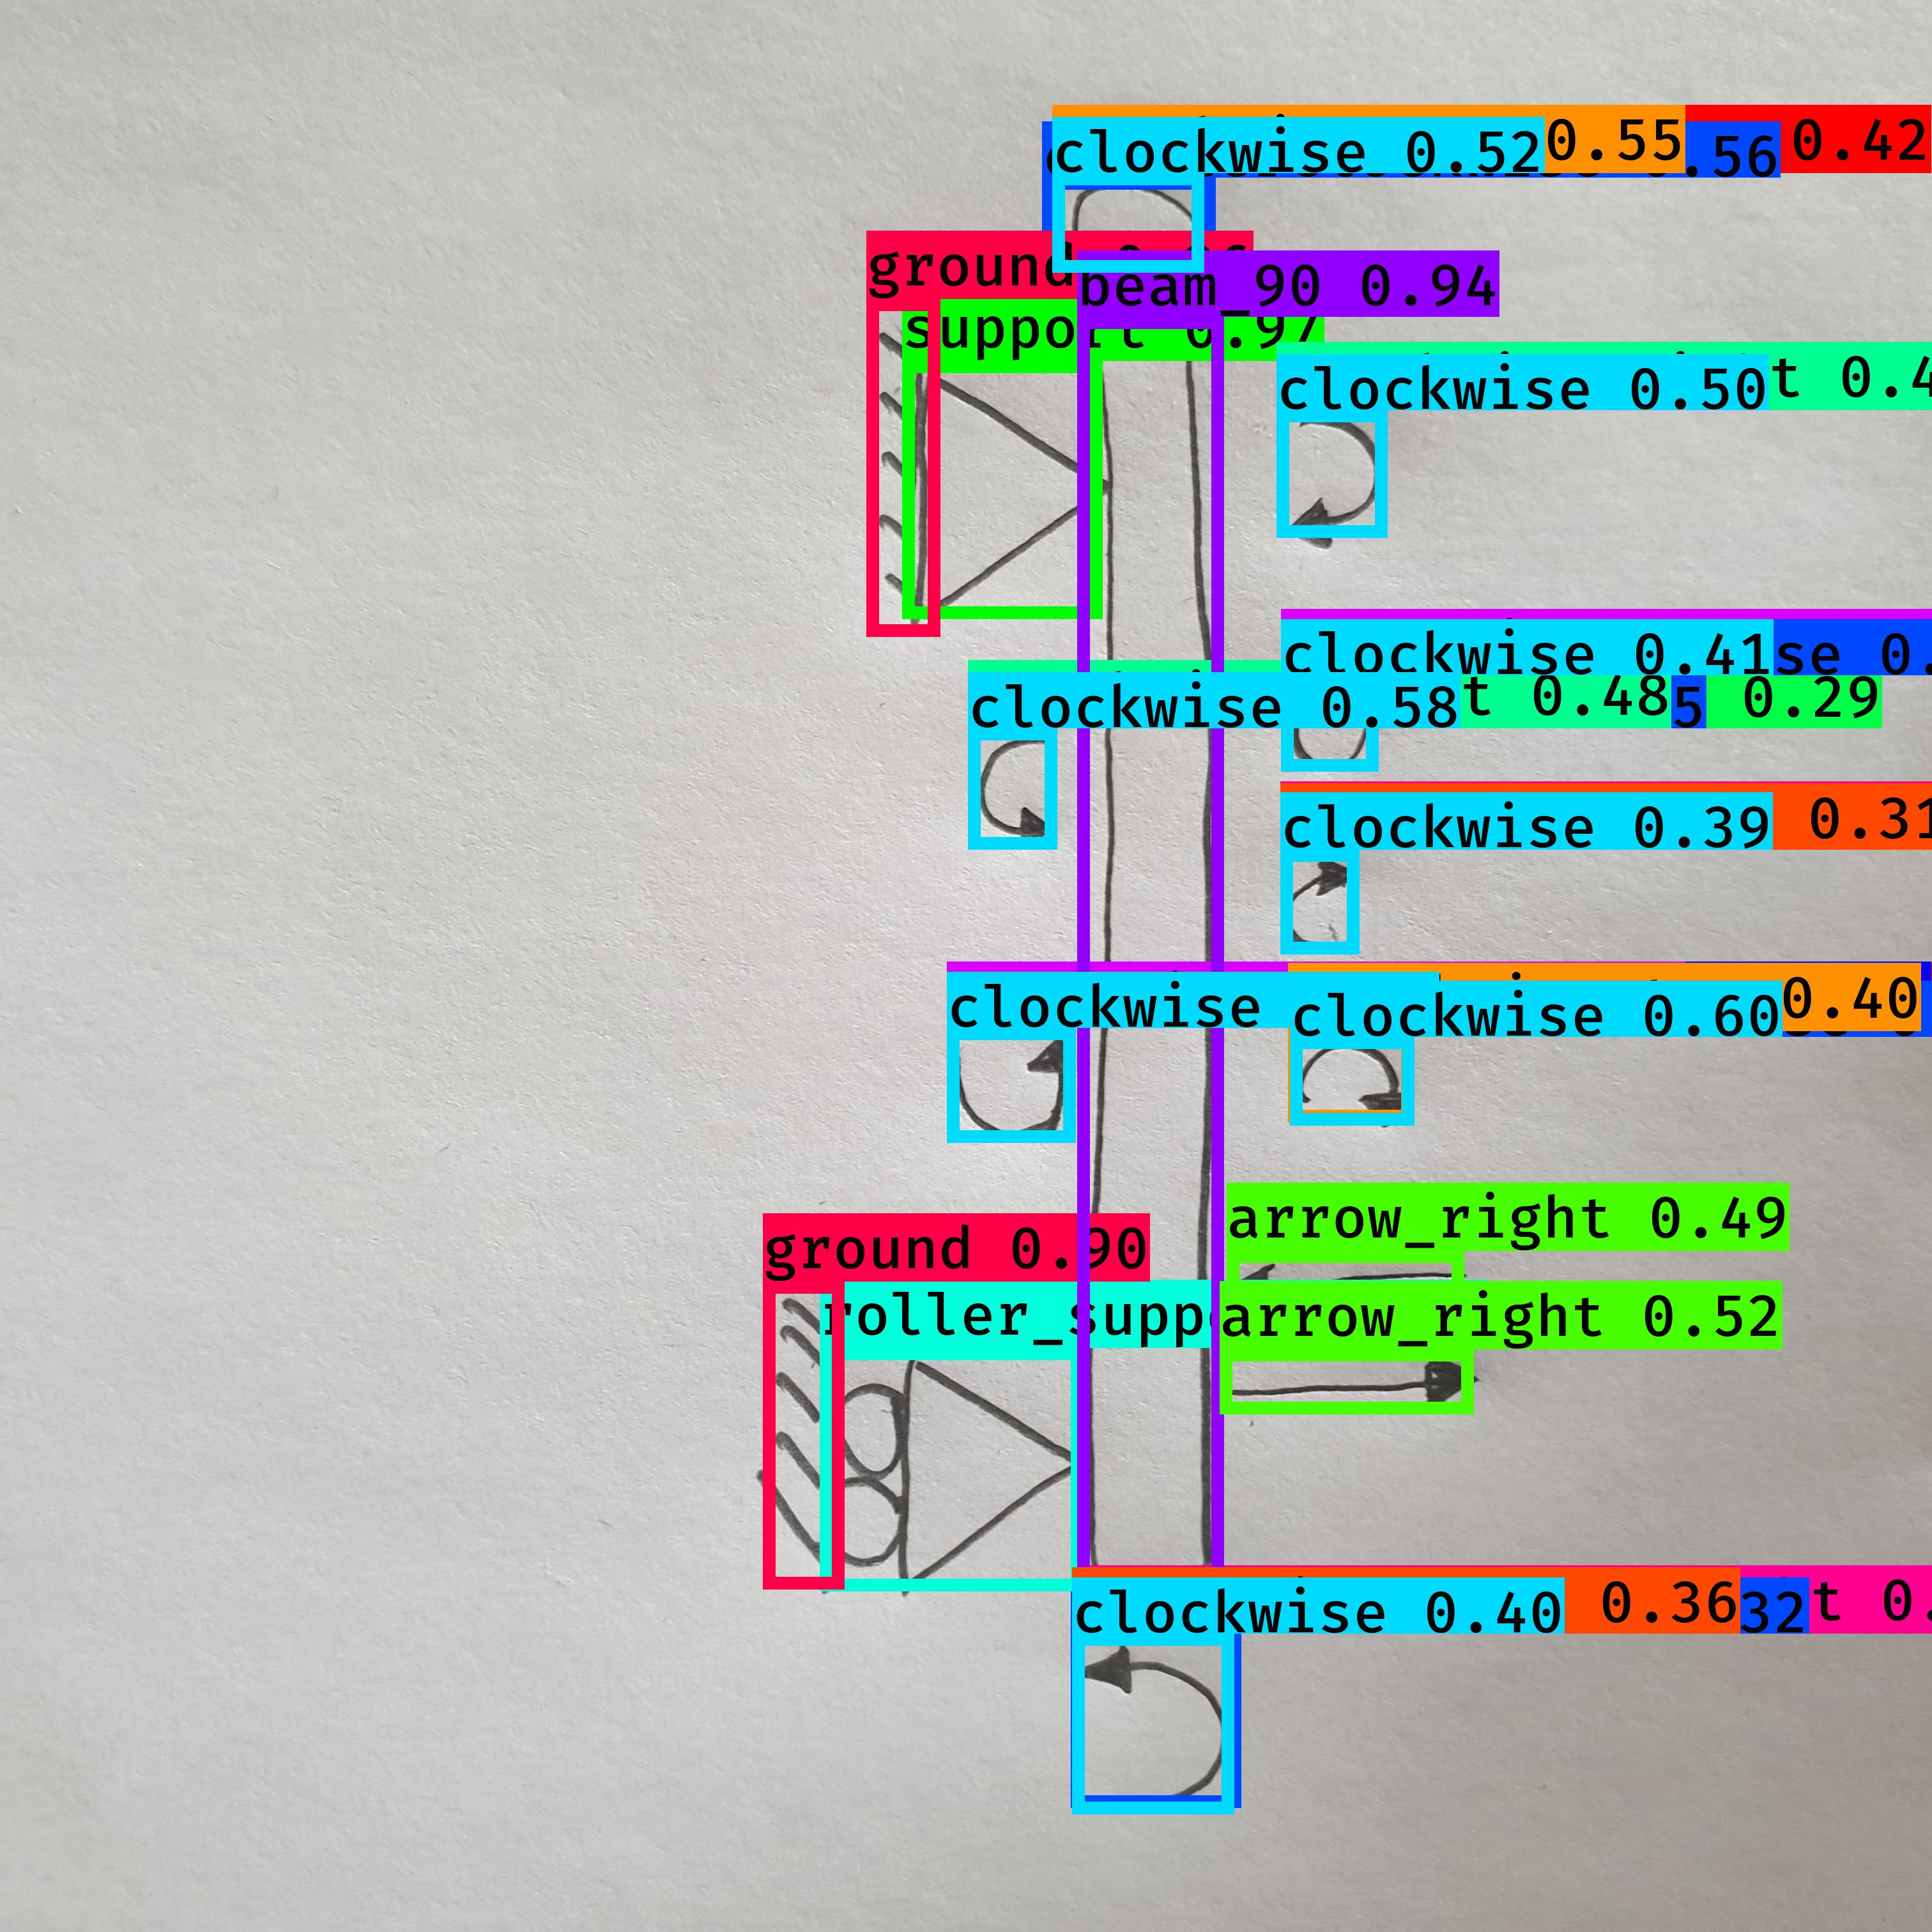 clockwise 0.52 0.55 .56 0.42
ground
beam_90 0.94
support 0.97
clockwise 0.50 t 0.4
clockwise 0.41 se 0.
clockwise 0.58 t 0.48 5 0.29
clockwise 0.39 0.31
clockwise
clockwise 0.60 0.40
arrow_right 0.49
ground 0.90
roller_supp
arrow_right 0.52
clockwise 0.40 0.36 32 t 0.